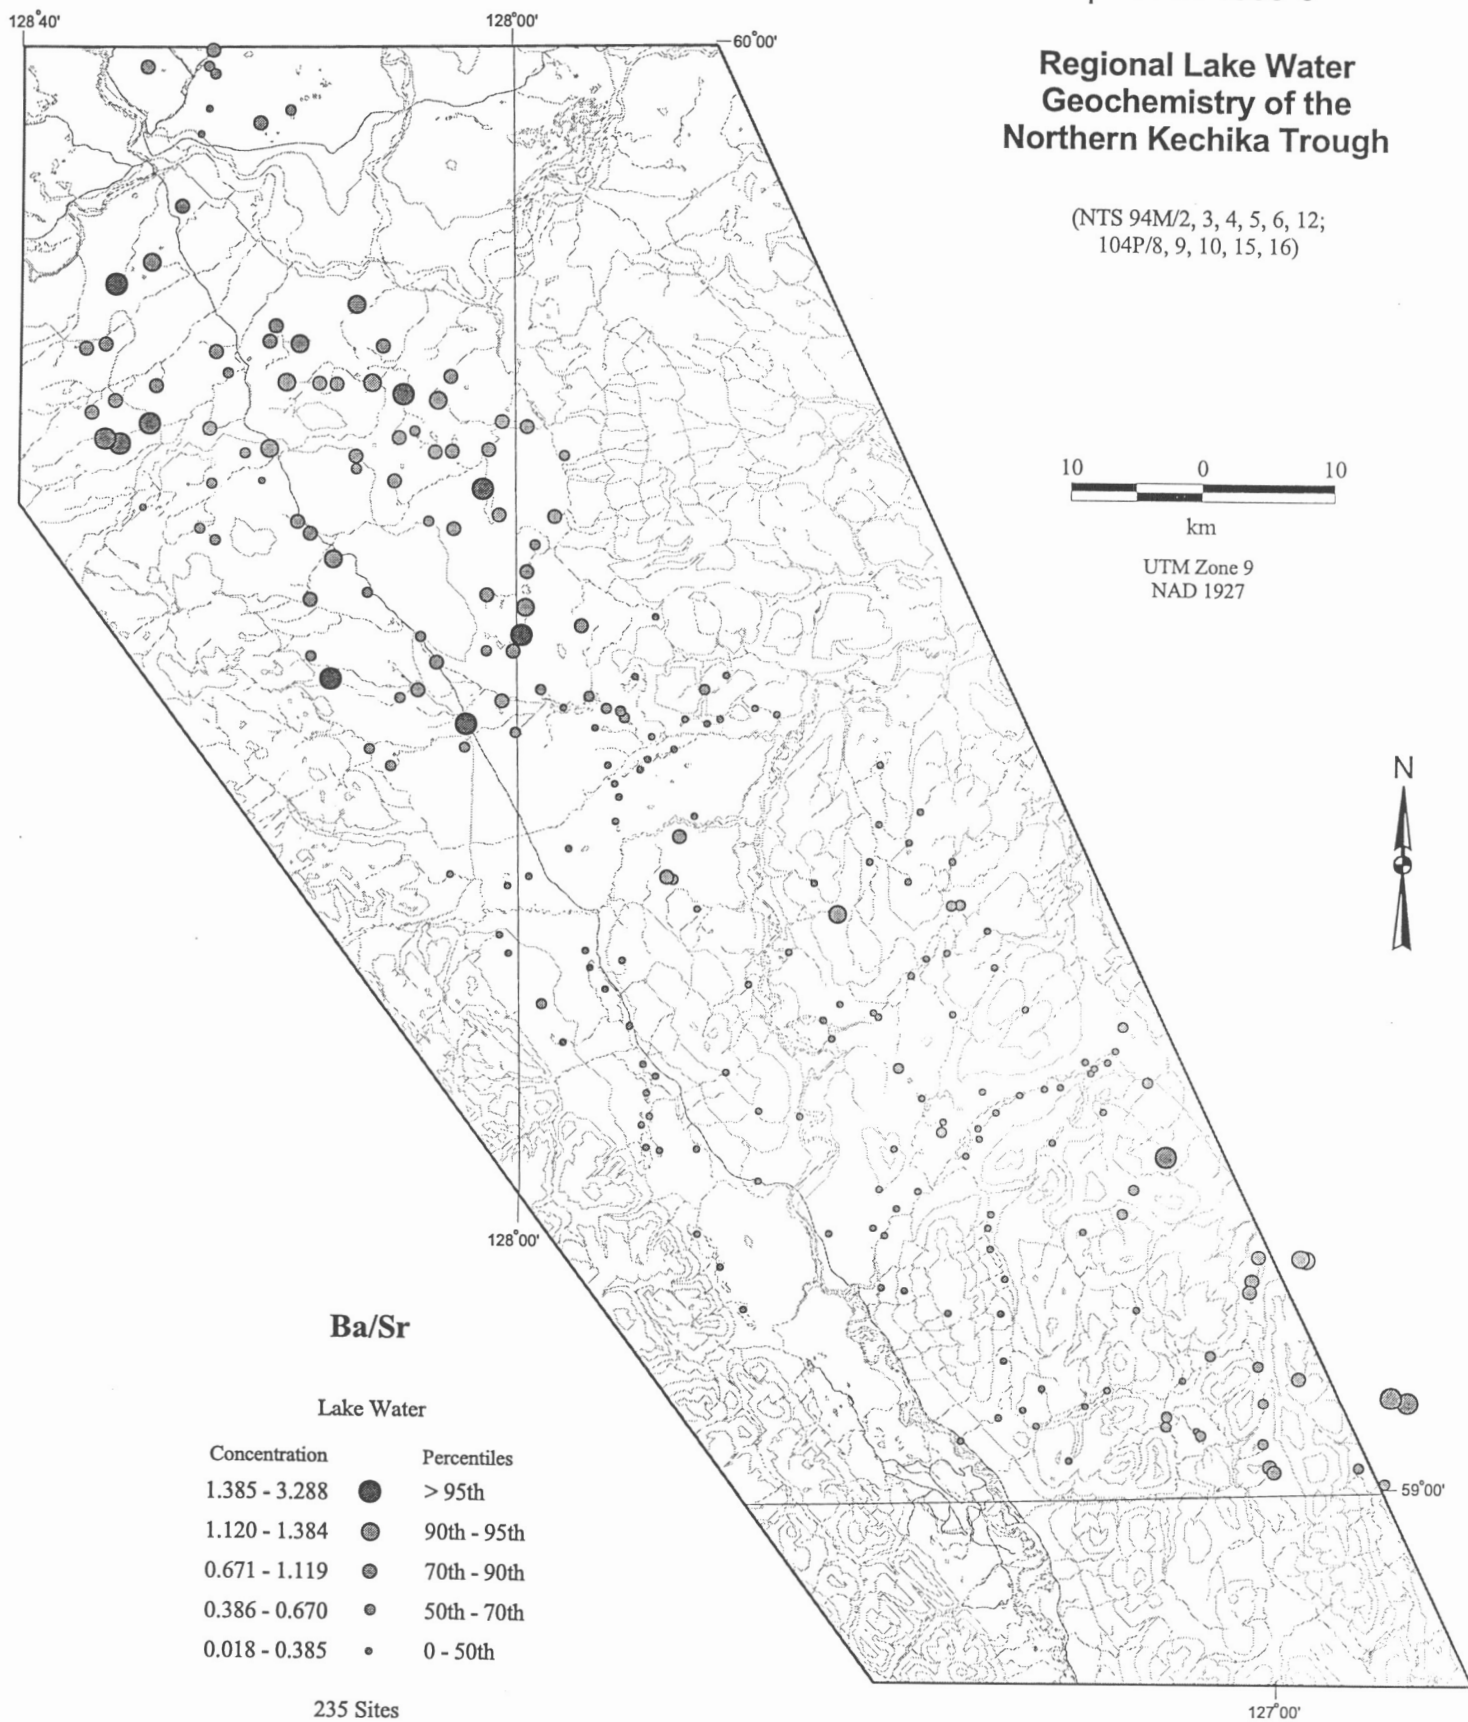 128°40'
128°00'
60°00'
Regional Lake Water
Geochemistry of the
Northern Kechika Trough
(NTS 94M/2, 3, 4, 5, 6, 12;
104P/8, 9, 10, 15, 16)
10 0 10
km
UTM Zone 9
NAD 1927
N
128°00'
Ba/Sr
Lake Water
Concentration Percentiles
1.385 - 3.288 > 95th
1.120 - 1.384 90th - 95th
0.671 - 1.119 70th - 90th
0.386 - 0.670 50th - 70th
0.018 - 0.385 0 - 50th
235 Sites
59°00'
127°00'